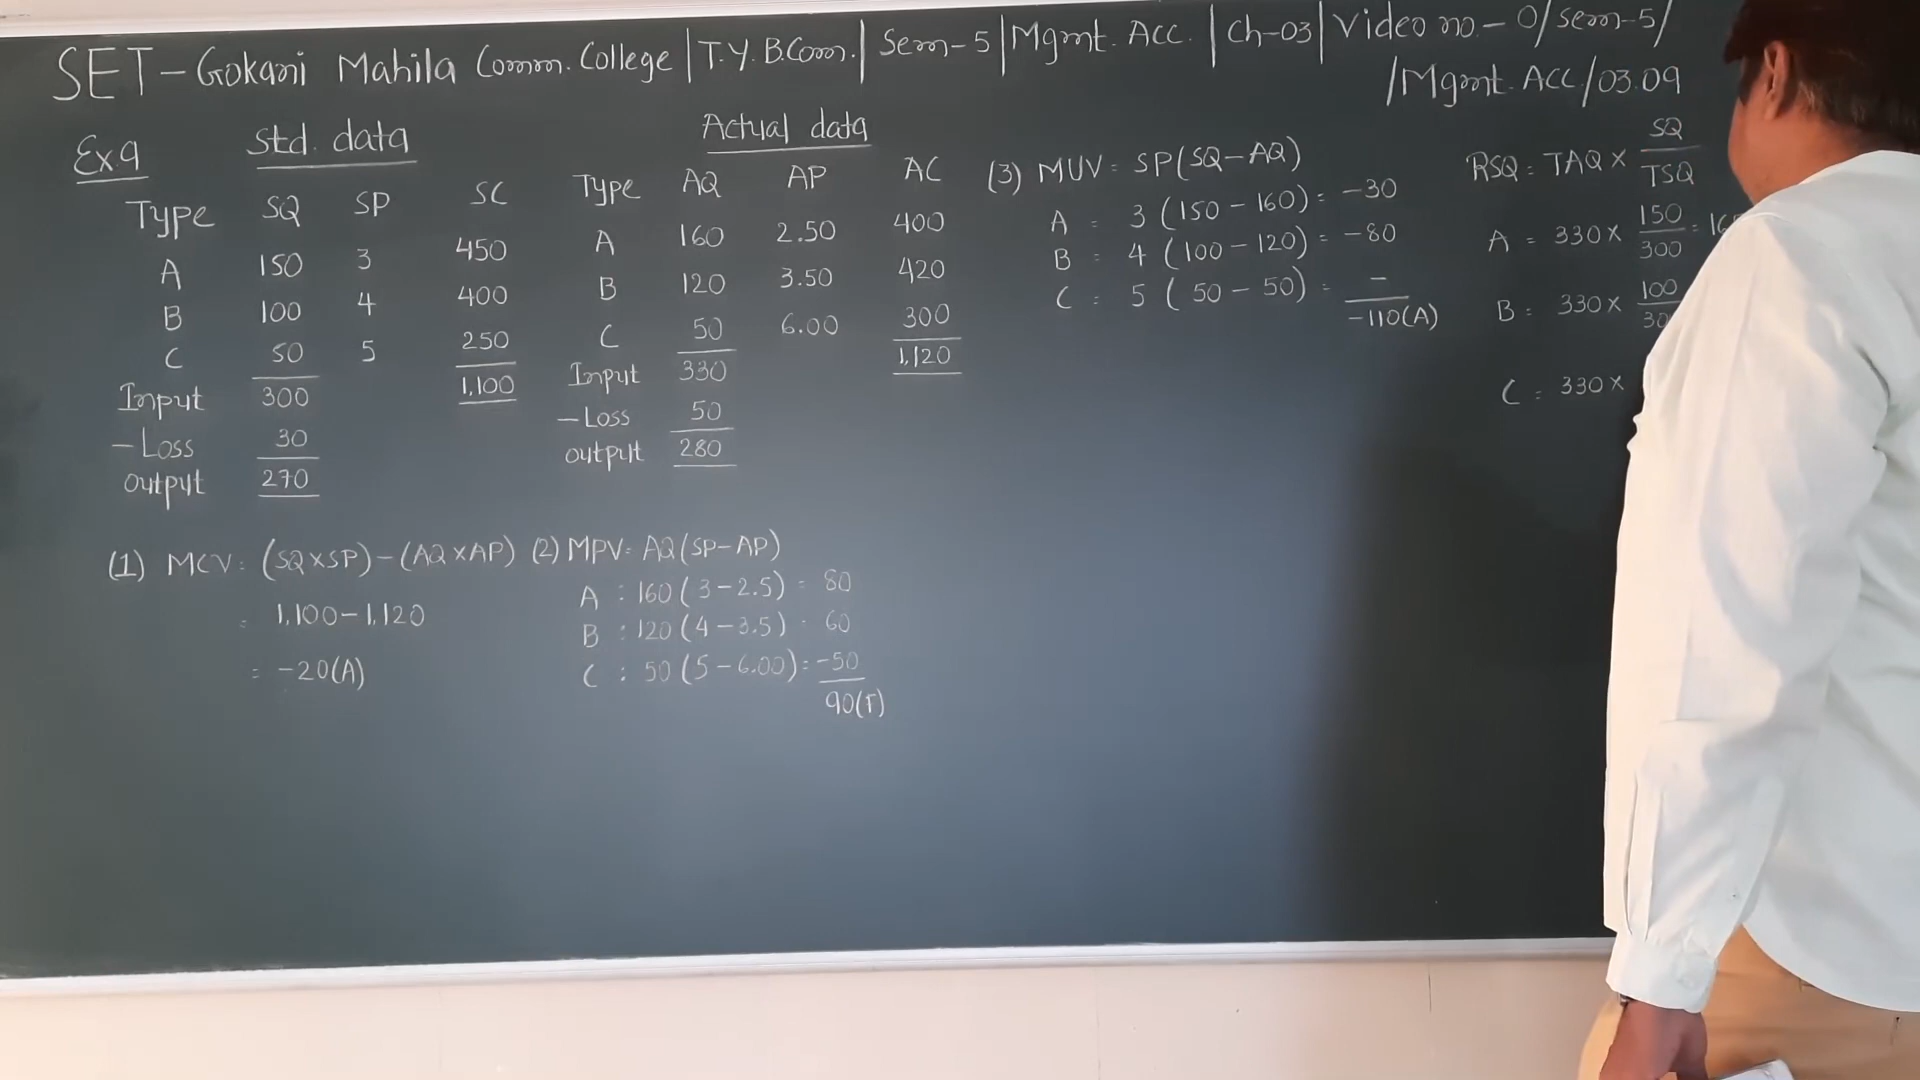 SET-Gokani Mahila Comm. College | T.Y. B.Com. | Sem-5 | Mgmt. Acc. | Ch-03 | Video no.- 0/sem-5/
/Mgmt. Acc/03.09
Ex.9
Std. data
Type SQ SP SC
A 150 3 450
B 100 4 400
C 50 5 250
Input 300 1,100
-Loss 30
output 270
Actual data
Type AQ AP AC
A 160 2.50 400
B 120 3.50 420
C 50 6.00 300
Input 330 1,120
-Loss 50
output 280
(1) MCV = (SQ×SP)-(AQ×AP)
= 1,100-1,120
= -20(A)
(2) MPV = AQ(SP-AP)
A : 160(3-2.5) = 80
B : 120(4-3.5) = 60
C : 50(5-6.00) = -50
90(F)
(3) MUV = SP(SQ-AQ)
A = 3(150-160) = -30
B = 4(100-120) = -80
C = 5(50-50) = -
-110(A)
RSQ = TAQ × SQ
TSQ
A = 330× 150
300 = 16
B = 330× 100
30
C = 330×